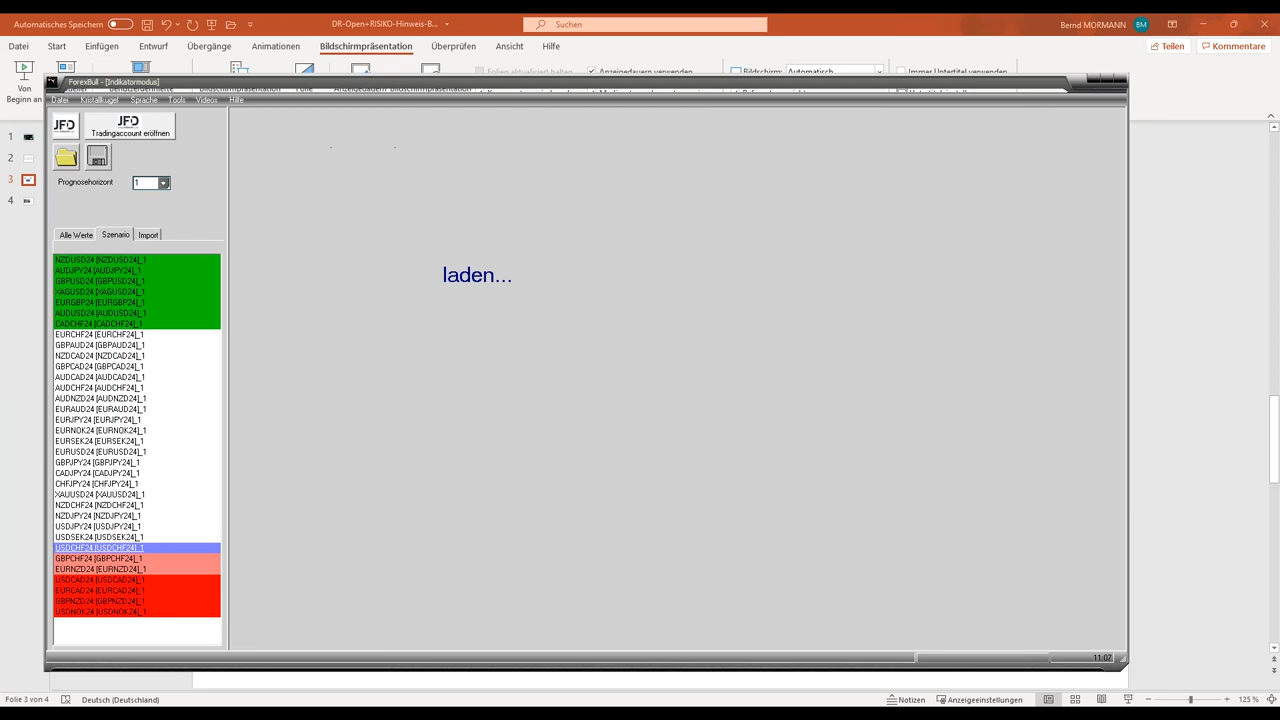 Automatisches Speichern
DR-Open+RISIKO-Hinweis-B...
Suchen
Bernd MORMANN
BM
Datei Start Einfügen Entwurf Übergänge Animationen Bildschirmpräsentation Überprüfen Ansicht Hilfe
Teilen Kommentare
Von
Beginn an
Folien aktualisiert halten
Anzeigedauern verwenden
Bildschirm: Automatisch
Immer Untertitel verwenden
ForexBull - [Indikatormodus]
Datei Kristallkugel Sprache Tools Videos Hilfe
JFD
JFD
Tradingaccount eröffnen
Prognosehorizont 1
Alle Werte Szenario Import
NZDUSD24 [NZDUSD24]_1
AUDJPY24 [AUDJPY24]_1
GBPUSD24 [GBPUSD24]_1
XAGUSD24 [XAGUSD24]_1
EURGBP24 [EURGBP24]_1
AUDUSD24 [AUDUSD24]_1
CADCHF24 [CADCHF24]_1
EURCHF24 [EURCHF24]_1
GBPAUD24 [GBPAUD24]_1
NZDCAD24 [NZDCAD24]_1
GBPCAD24 [GBPCAD24]_1
AUDCAD24 [AUDCAD24]_1
AUDCHF24 [AUDCHF24]_1
AUDNZD24 [AUDNZD24]_1
EURAUD24 [EURAUD24]_1
EURJPY24 [EURJPY24]_1
EURNOK24 [EURNOK24]_1
EURSEK24 [EURSEK24]_1
EURUSD24 [EURUSD24]_1
GBPJPY24 [GBPJPY24]_1
CADJPY24 [CADJPY24]_1
CHFJPY24 [CHFJPY24]_1
XAUUSD24 [XAUUSD24]_1
NZDCHF24 [NZDCHF24]_1
NZDJPY24 [NZDJPY24]_1
USDJPY24 [USDJPY24]_1
USDSEK24 [USDSEK24]_1
USDCHF24 [USDCHF24]_1
GBPCHF24 [GBPCHF24]_1
EURNZD24 [EURNZD24]_1
USDCAD24 [USDCAD24]_1
EURCAD24 [EURCAD24]_1
GBPNZD24 [GBPNZD24]_1
USDNOK24 [USDNOK24]_1
laden...
1
2
3
4
11:07
Folie 3 von 4 Deutsch (Deutschland) Notizen Anzeigeeinstellungen 125 %